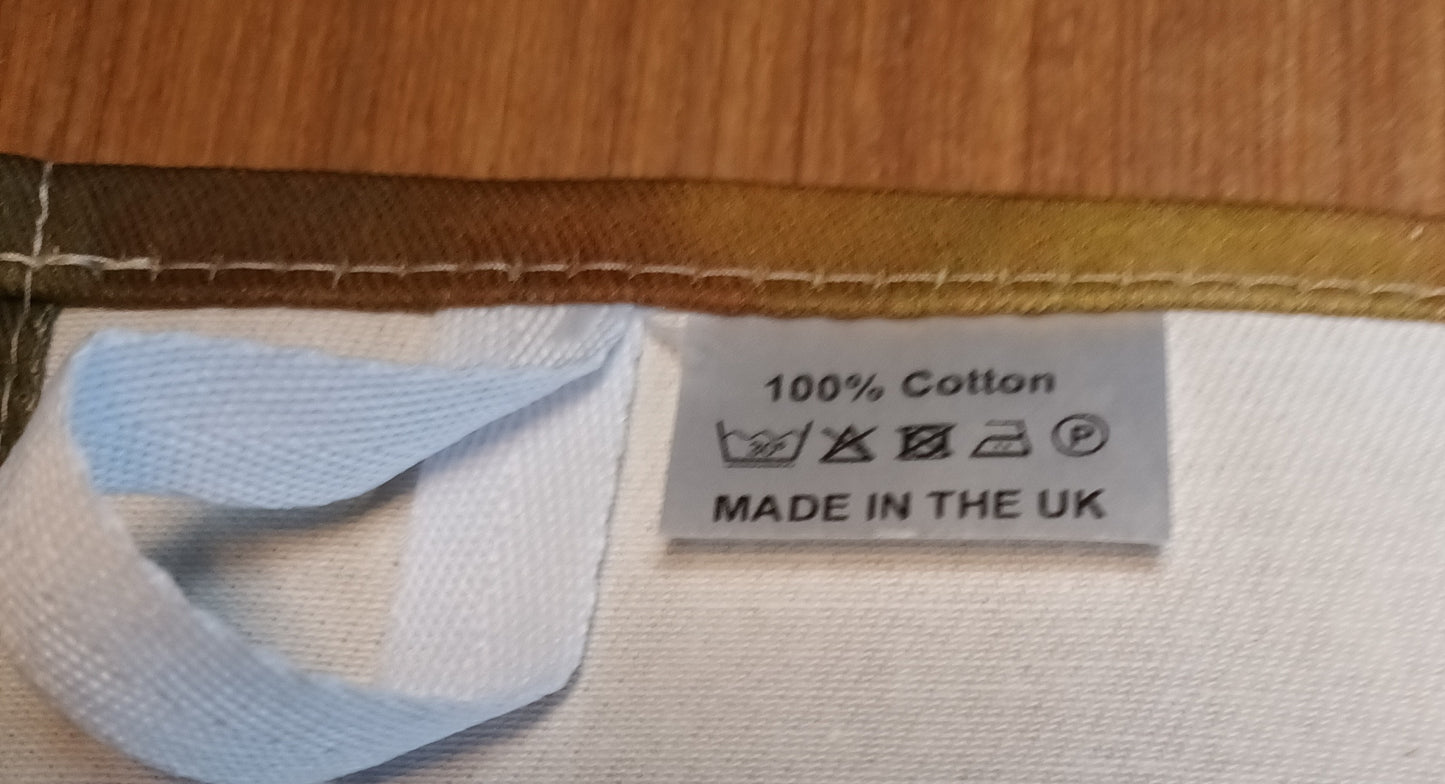 100% Cotton
P
MADE IN THE UK